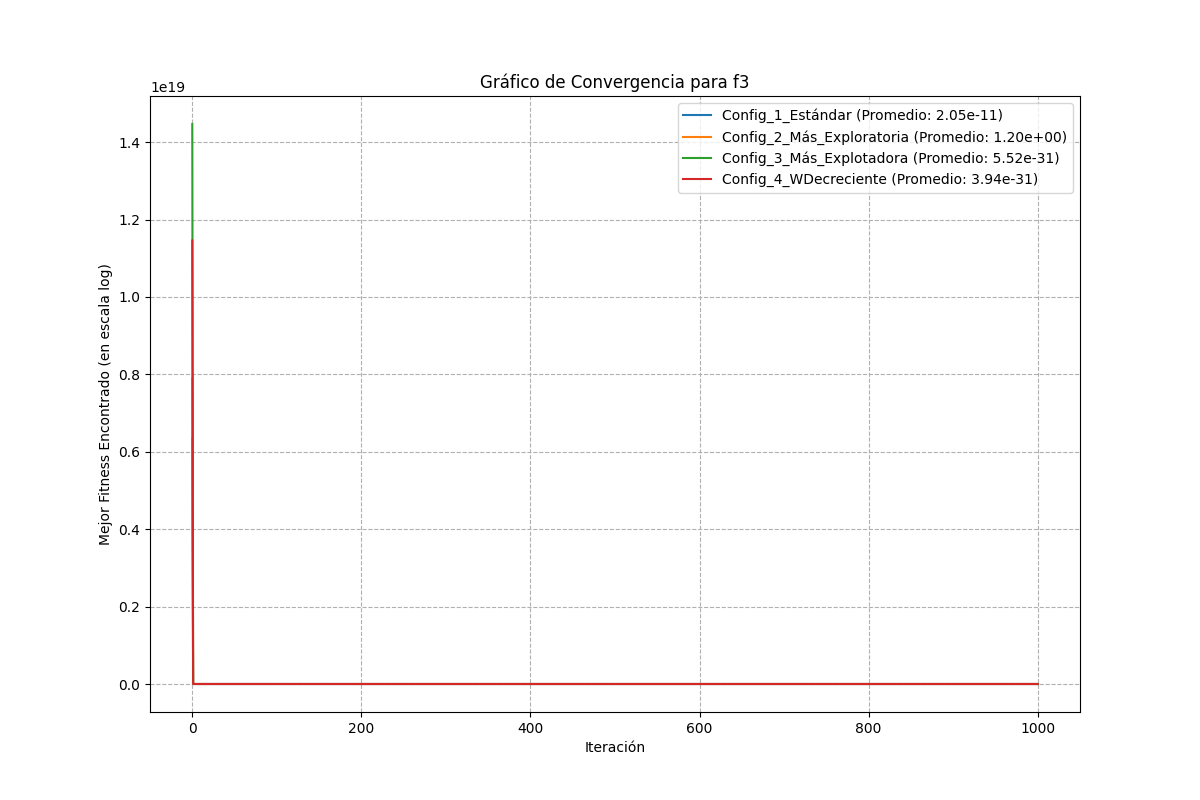 Gráfico de Convergencia para f3
1e19
Config_1_Estándar (Promedio: 2.05e-11)
Config_2_Más_Exploratoria (Promedio: 1.20e+00)
Config_3_Más_Explotadora (Promedio: 5.52e-31)
Config_4_WDecreciente (Promedio: 3.94e-31)
Mejor Fitness Encontrado (en escala log)
1.4
1.2
1.0
0.8
0.6
0.4
0.2
0.0
0 200 400 600 800 1000
Iteración